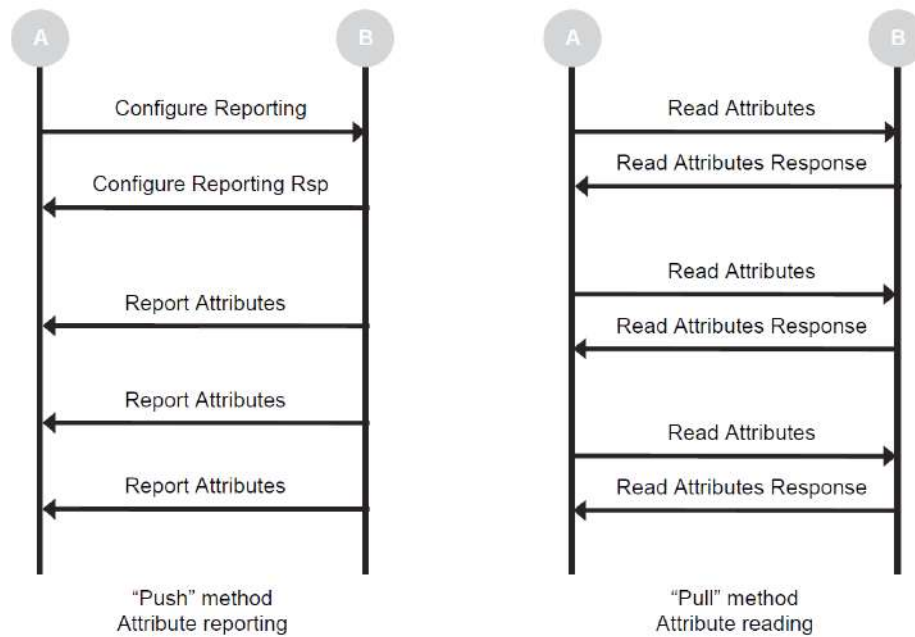 A
B
Configure Reporting
Configure Reporting Rsp
Report Attributes
Report Attributes
Report Attributes
“Push” method
Attribute reporting
A
B
Read Attributes
Read Attributes Response
Read Attributes
Read Attributes Response
Read Attributes
Read Attributes Response
“Pull” method
Attribute reading